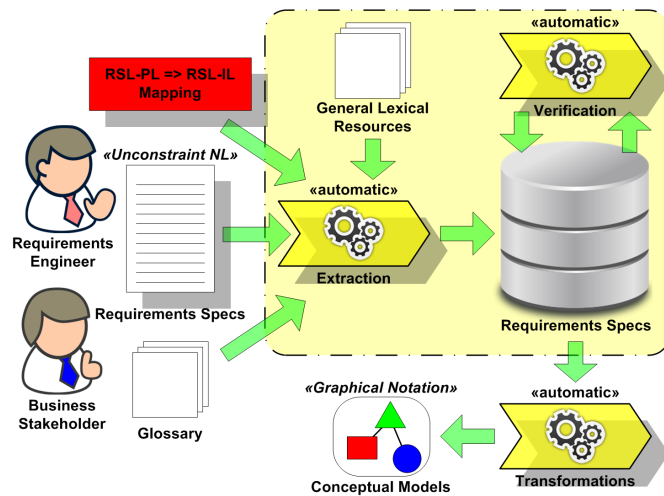 RSL-PL => RSL-IL
Mapping
General Lexical
Resources
«automatic»
Verification
«Unconstraint NL»
Requirements
Engineer
Requirements Specs
«automatic»
Extraction
Requirements Specs
Business
Stakeholder
Glossary
«Graphical Notation»
Conceptual Models
«automatic»
Transformations